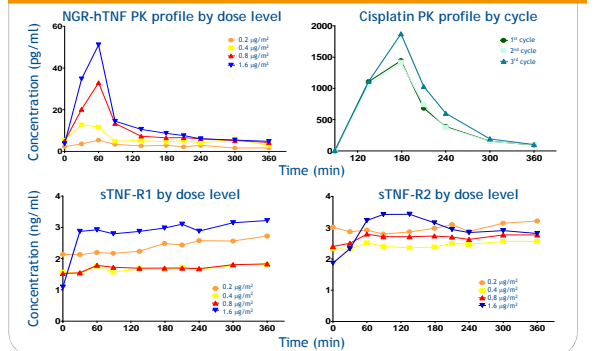 NGR-hTNF PK profile by dose level
Concentration (pg/ml)
60
40
20
0
0 60 120 180 240 300 360
0.2 µg/m²
0.4 µg/m²
0.8 µg/m²
1.6 µg/m²
Cisplatin PK profile by cycle
2000
1500
1000
500
0
120 180 240 300 360
1st cycle
2nd cycle
3rd cycle
Time (min)
sTNF-R1 by dose level
Concentration (ng/ml)
4
3
2
1
0
0 60 120 180 240 300 360
0.2 µg/m²
0.4 µg/m²
0.8 µg/m²
1.6 µg/m²
sTNF-R2 by dose level
4
3
2
1
0
0 60 120 180 240 300 360
0.2 µg/m²
0.4 µg/m²
0.8 µg/m²
1.6 µg/m²
Time (min)